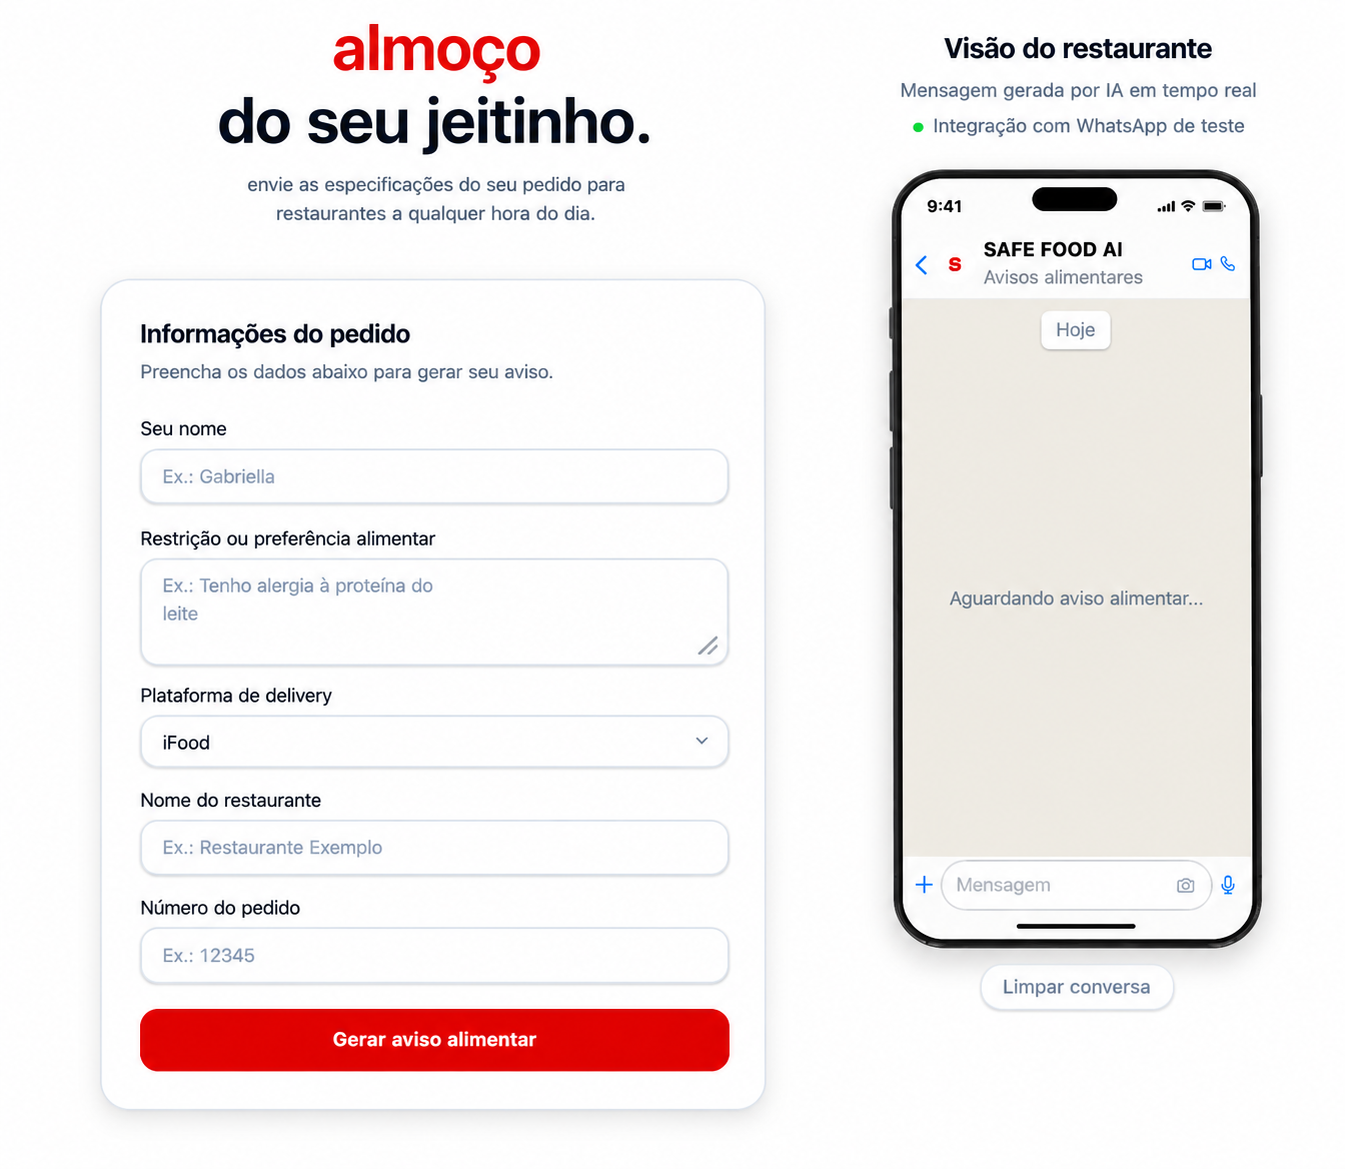 almoço
do seu jeitinho.
envie as especificações do seu pedido para
restaurantes a qualquer hora do dia.
Informações do pedido
Preencha os dados abaixo para gerar seu aviso.
Seu nome
Ex.: Gabriella
Restrição ou preferência alimentar
Ex.: Tenho alergia à proteína do
leite
Plataforma de delivery
iFood
Nome do restaurante
Ex.: Restaurante Exemplo
Número do pedido
Ex.: 12345
Gerar aviso alimentar
Visão do restaurante
Mensagem gerada por IA em tempo real
Integração com WhatsApp de teste
9:41
S
SAFE FOOD AI
Avisos alimentares
Hoje
Aguardando aviso alimentar...
Mensagem
Limpar conversa